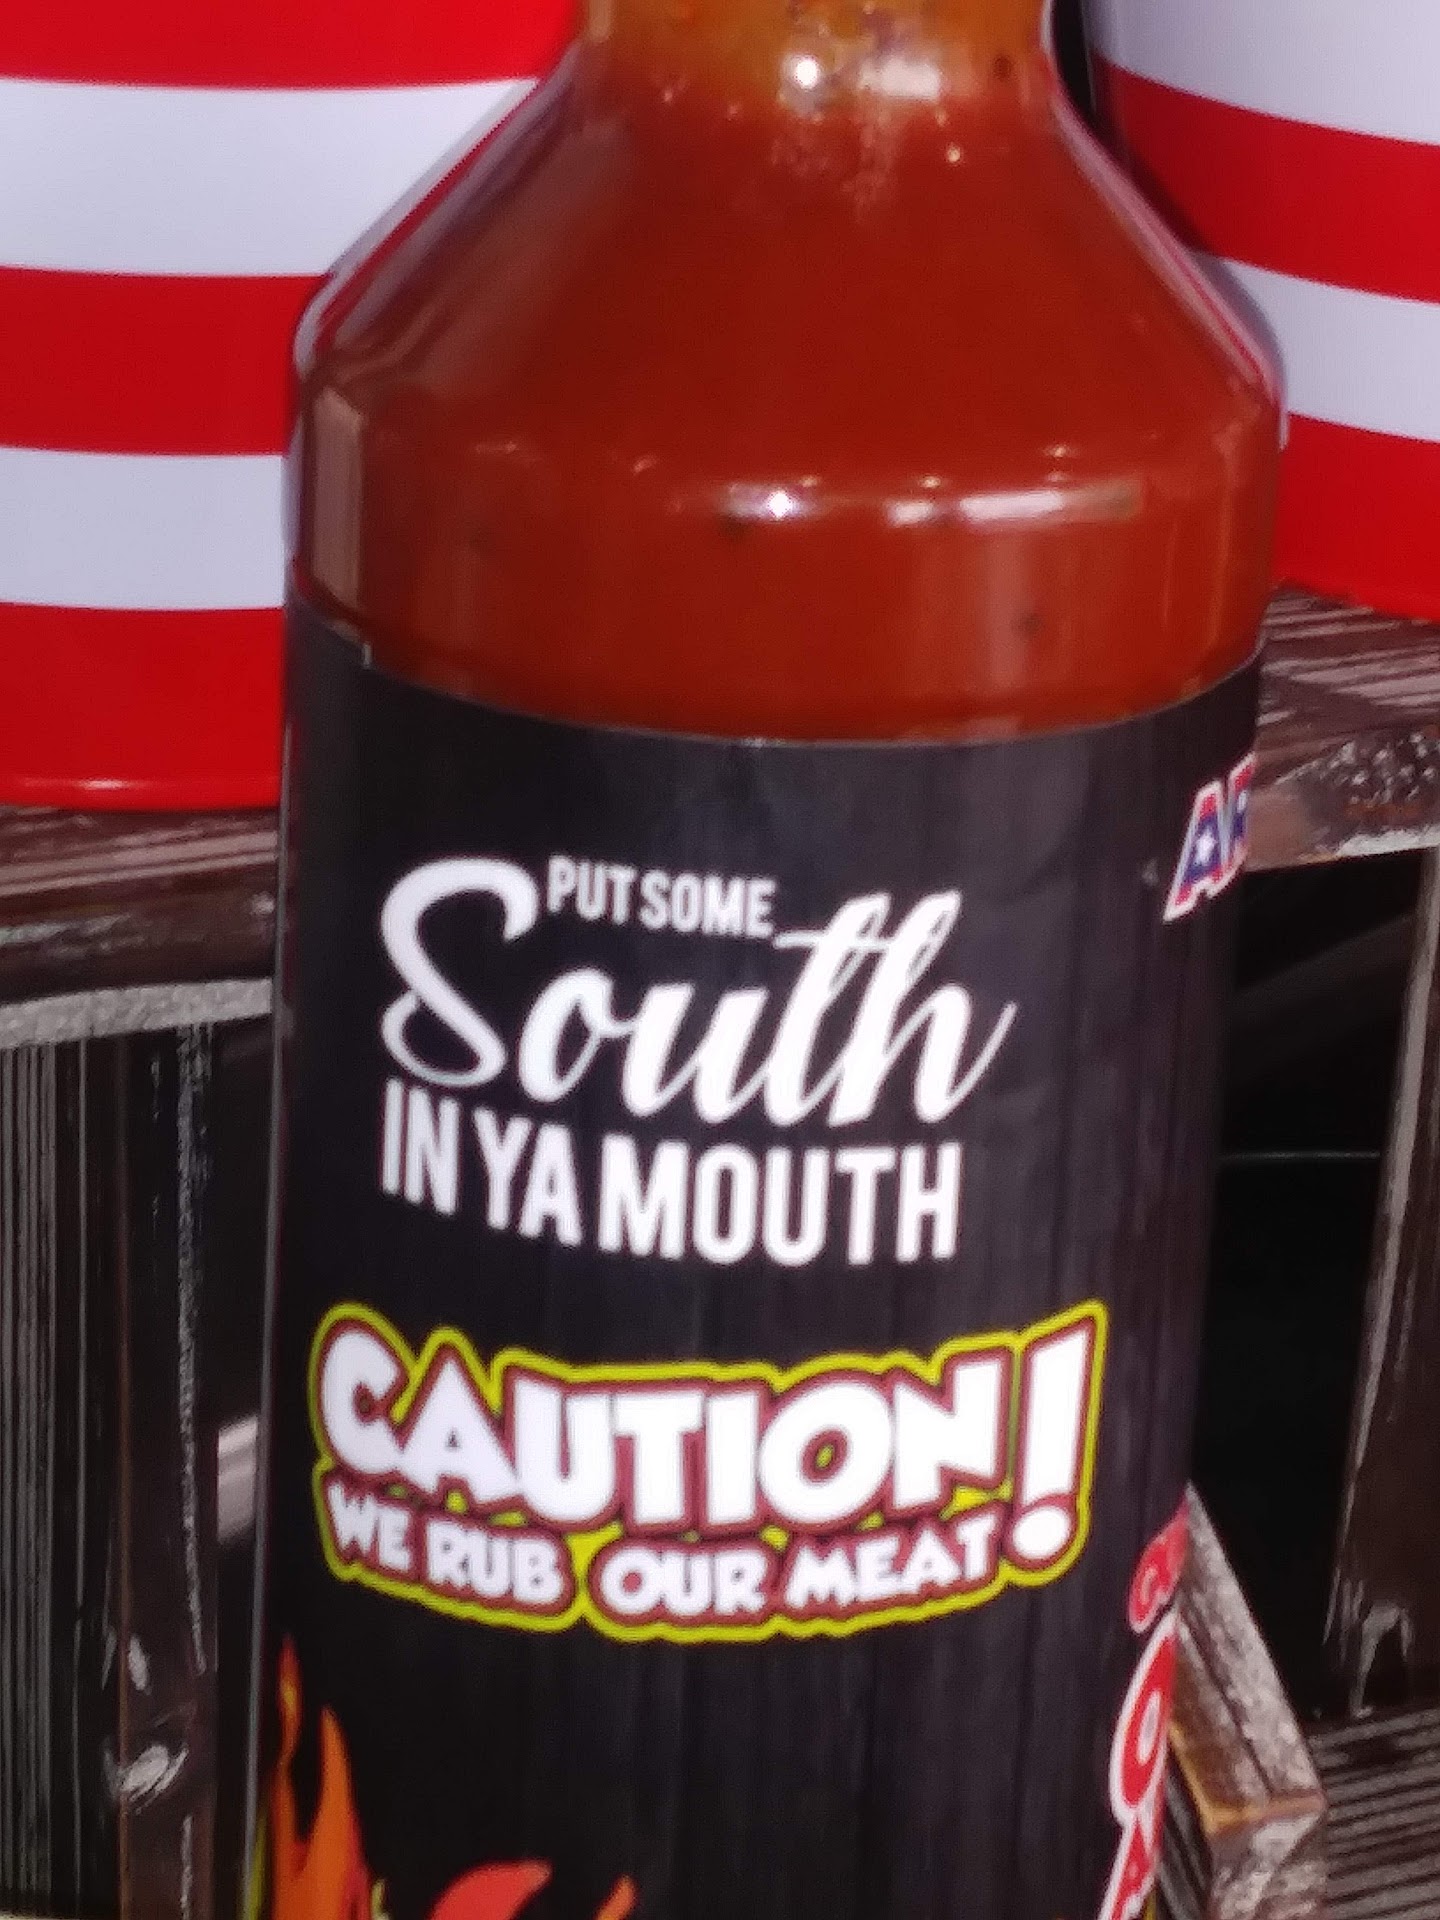 PUT SOME
South
IN YA MOUTH
CAUTION!
WE RUB OUR MEAT